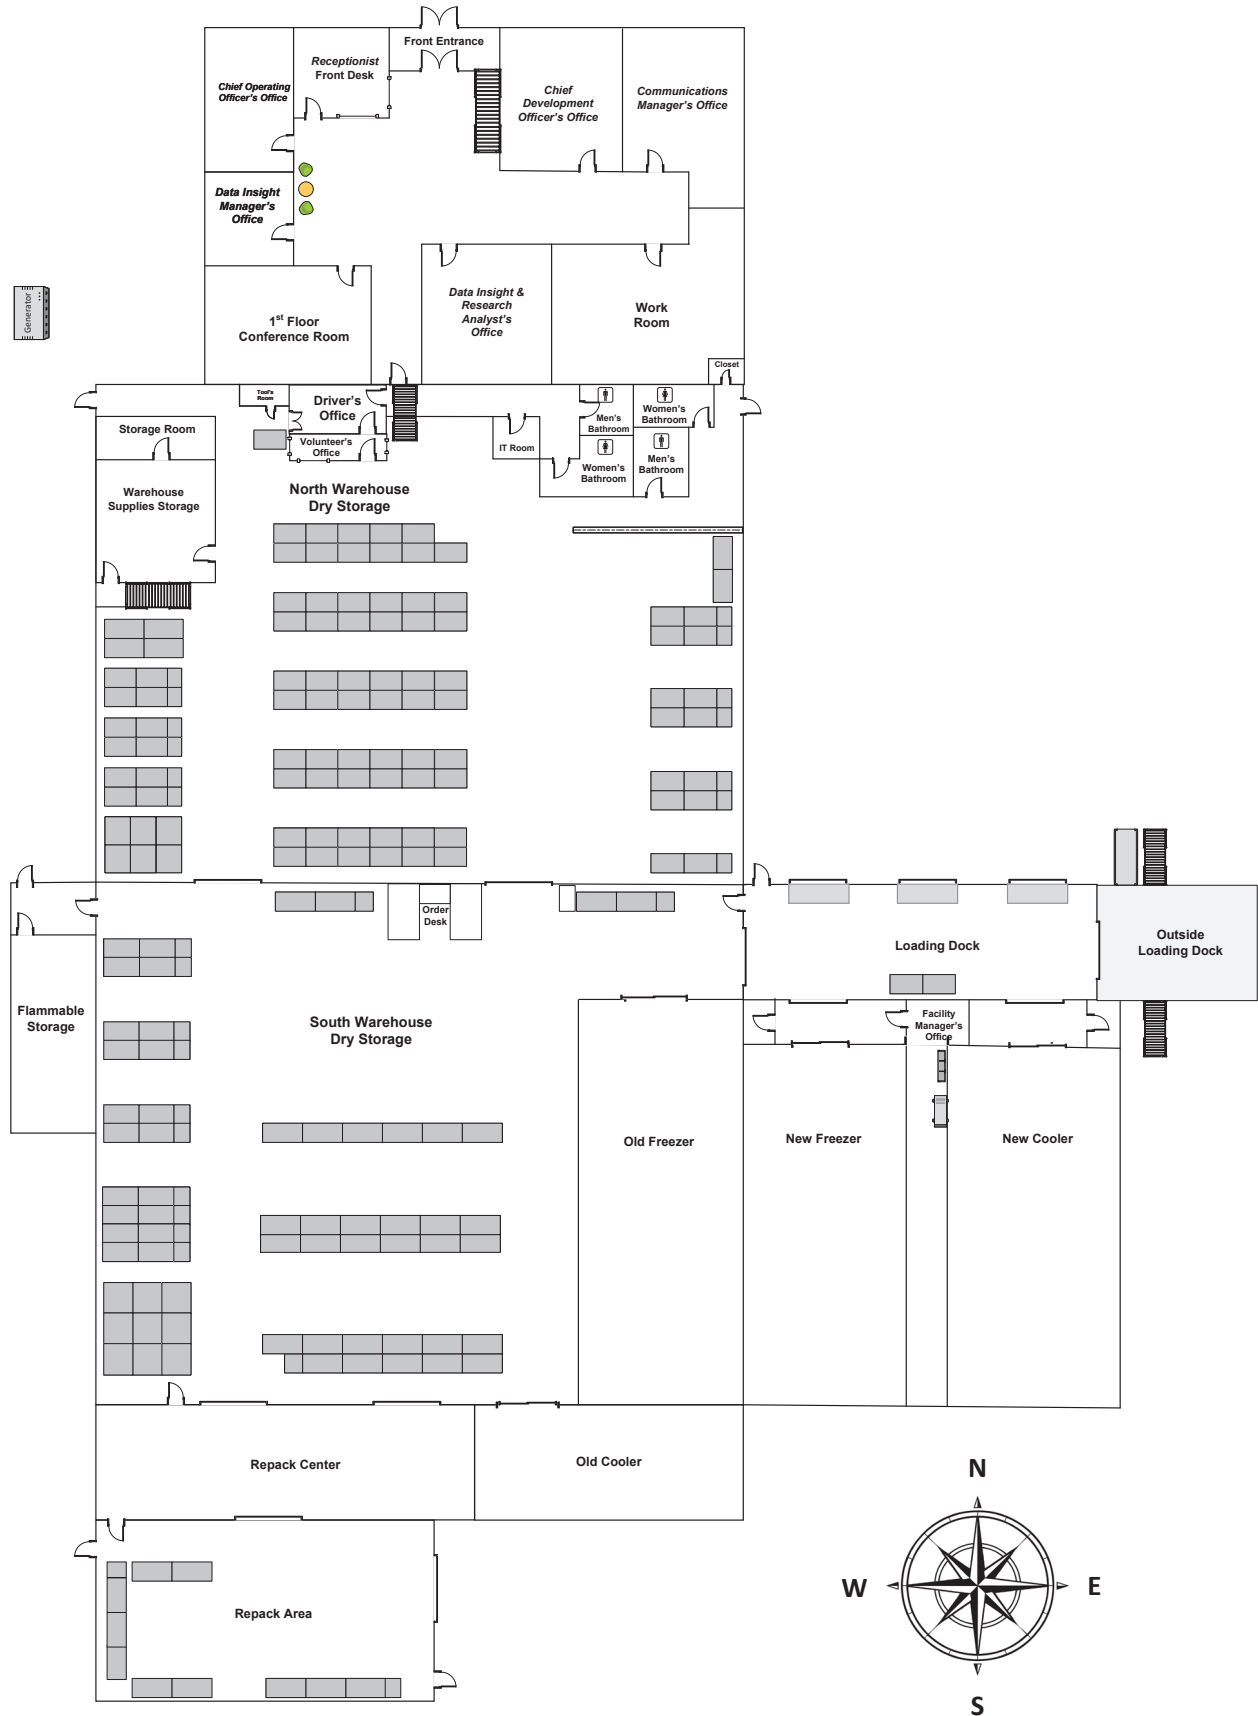 Front Entrance
Receptionist
Front Desk
Chief Operating
Officer's Office
Chief
Development
Officer's Office
Communications
Manager's Office
Data Insight
Manager's
Office
Generator
Data Insight &
Research
Analyst's
Office
Work
Room
1st Floor
Conference Room
Closet
Tool's
Room
Driver's
Office
Men's
Bathroom
Women's
Bathroom
Storage Room
Volunteer's
Office
IT Room
Women's
Bathroom
Men's
Bathroom
Warehouse
Supplies Storage
North Warehouse
Dry Storage
Order
Desk
Loading Dock
Outside
Loading Dock
Flammable
Storage
South Warehouse
Dry Storage
Facility
Manager's
Office
Old Freezer
New Freezer
New Cooler
Repack Center
Old Cooler
N
W
E
S
Repack Area